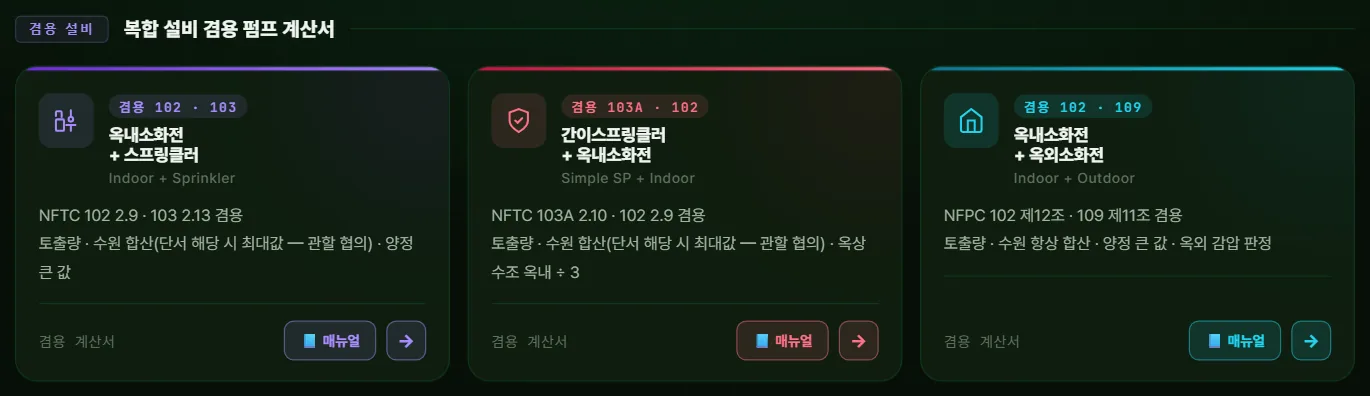 겸용 설비
복합 설비 겸용 펌프 계산서
겸용 102 · 103
옥내소화전
+ 스프링클러
Indoor + Sprinkler
NFTC 102 2.9 · 103 2.13 겸용
토출량 · 수원 합산(단서 해당 시 최대값 — 관할 협의) · 양정
큰 값
겸용 계산서
매뉴얼
→
겸용 103A · 102
간이스프링클러
+ 옥내소화전
Simple SP + Indoor
NFTC 103A 2.10 · 102 2.9 겸용
토출량 · 수원 합산(단서 해당 시 최대값 — 관할 협의) · 옥상
수조 옥내 ÷ 3
겸용 계산서
매뉴얼
→
겸용 102 · 109
옥내소화전
+ 옥외소화전
Indoor + Outdoor
NFPC 102 제12조 · 109 제11조 겸용
토출량 · 수원 항상 합산 · 양정 큰 값 · 옥외 감압 판정
겸용 계산서
매뉴얼
→